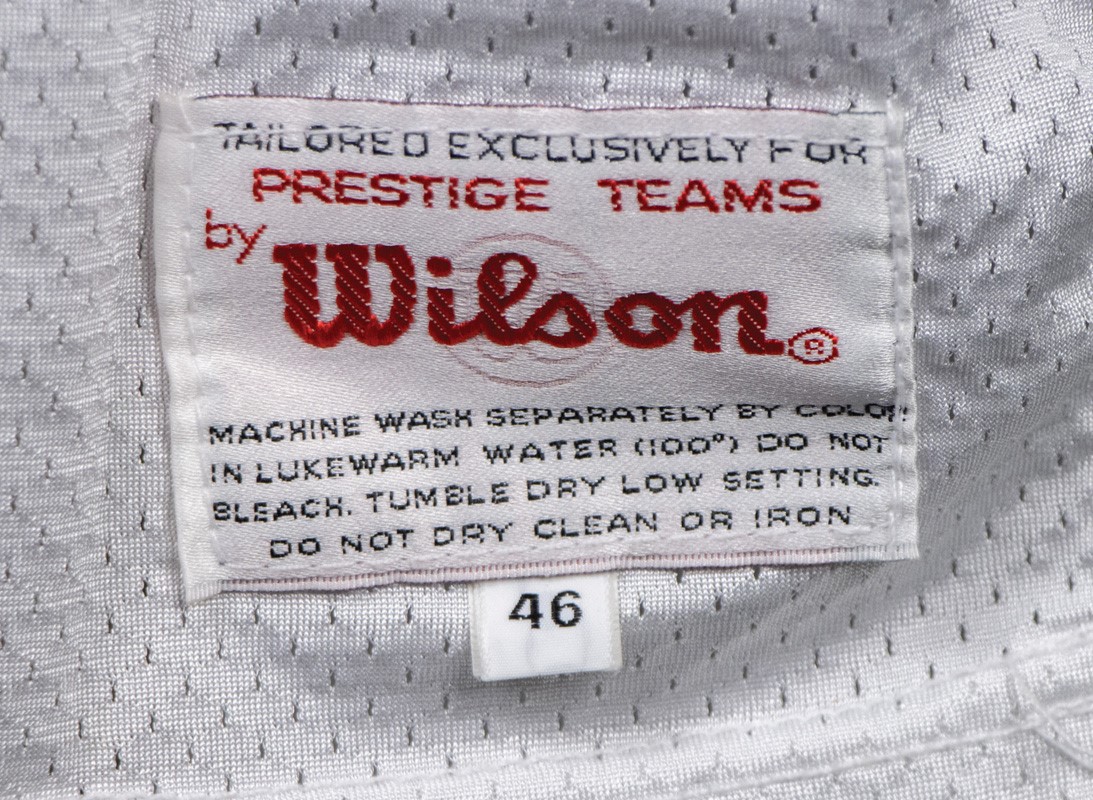 TAILORED EXCLUSIVELY FOR
PRESTIGE TEAMS
by
Wilson®
MACHINE WASH SEPARATELY BY COLOR
IN LUKEWARM WATER (100°) DO NOT
BLEACH. TUMBLE DRY LOW SETTING.
DO NOT DRY CLEAN OR IRON
46